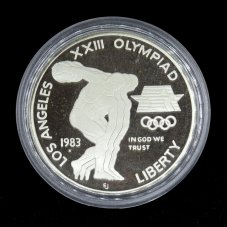 LOS ANGELES XXIII OLYMPIAD
1983
IN GOD WE
TRUST
LIBERTY